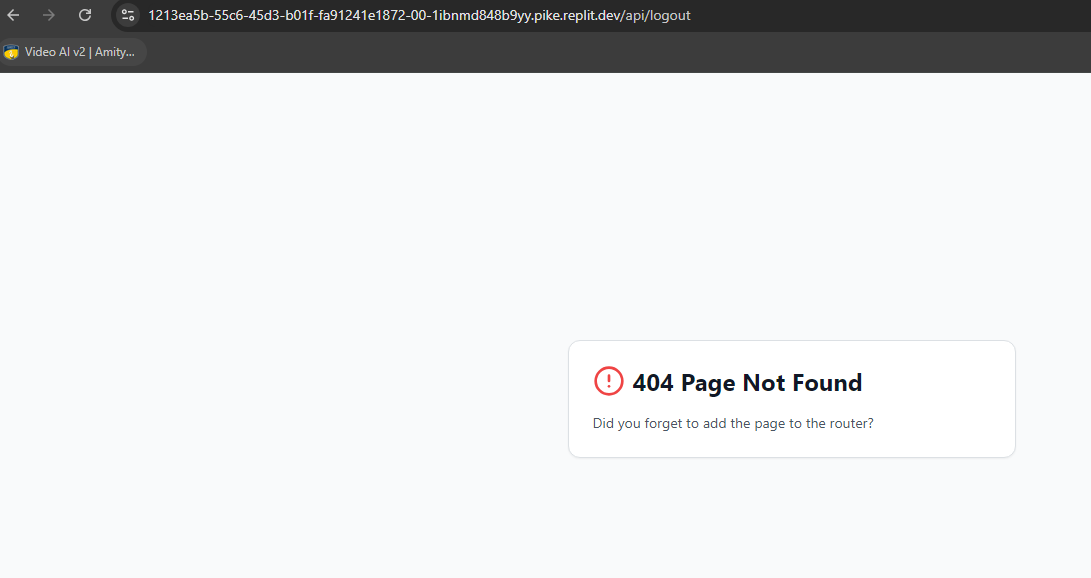 1213ea5b-55c6-45d3-b01f-fa91241e1872-00-1ibnmd848b9yy.pike.replit.dev/api/logout
Video AI v2 | Amity...
404 Page Not Found
Did you forget to add the page to the router?